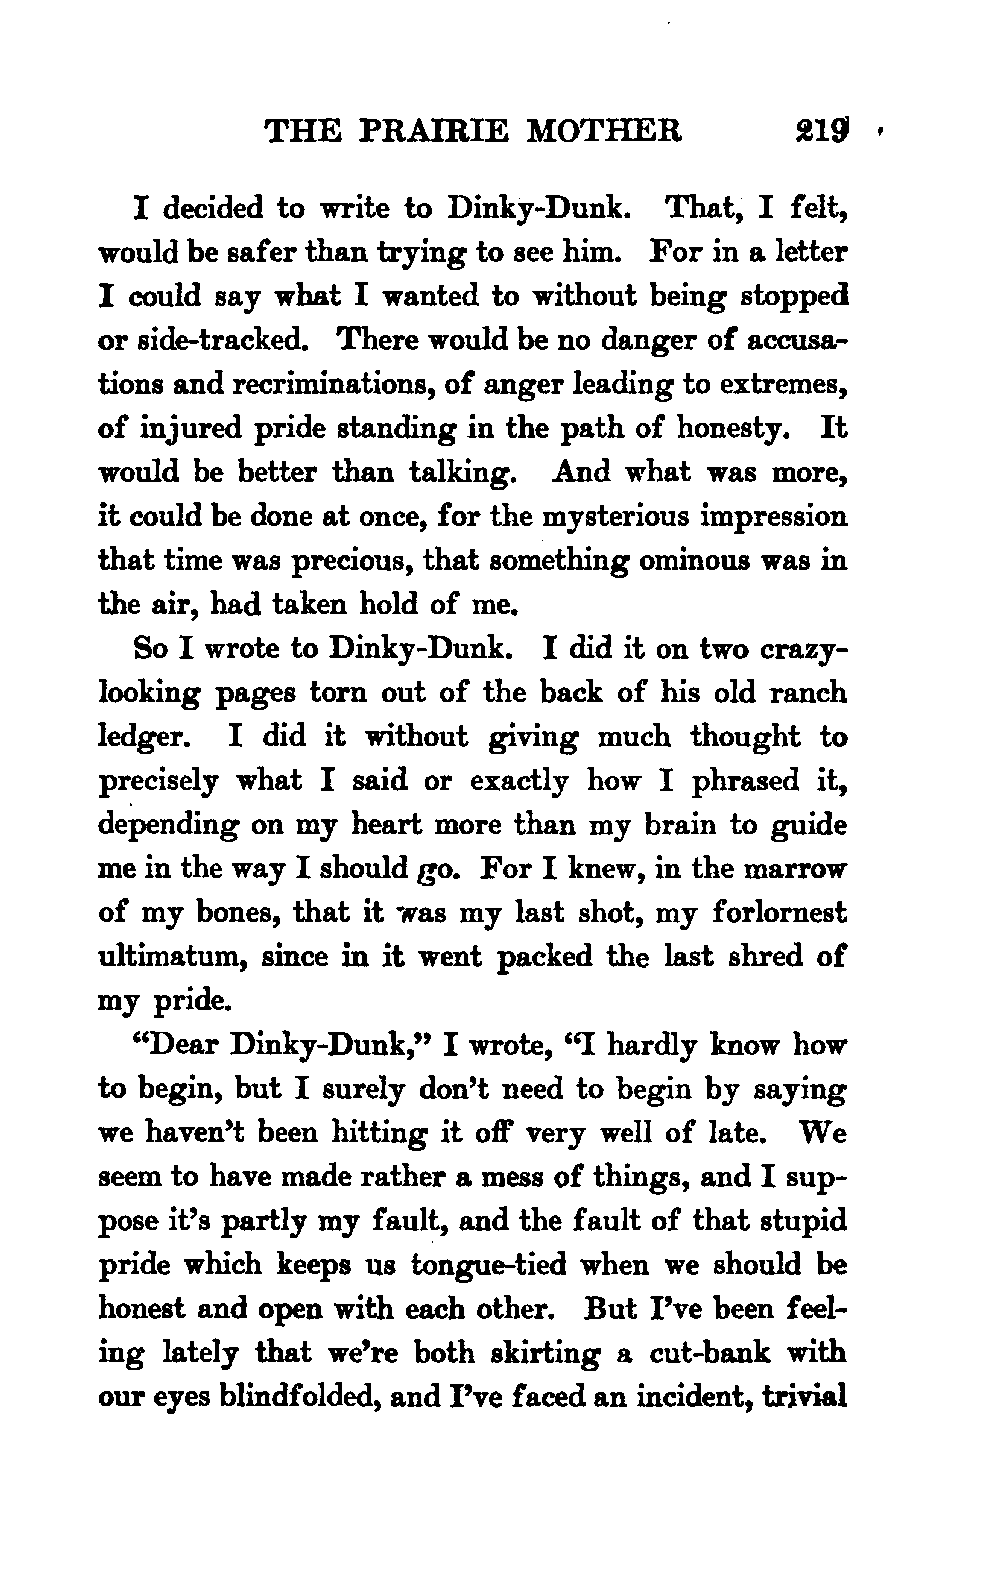 THE PRAIRIE MOTHER 219
I decided to write to Dinky-Dunk. That, I felt,
would be safer than trying to see him. For in a letter
I could say what I wanted to without being stopped
or side-tracked. There would be no danger of accusa-
tions and recriminations, of anger leading to extremes,
of injured pride standing in the path of honesty. It
would be better than talking. And what was more,
it could be done at once, for the mysterious impression
that time was precious, that something ominous was in
the air, had taken hold of me.
So I wrote to Dinky-Dunk. I did it on two crazy-
looking pages torn out of the back of his old ranch
ledger. I did it without giving much thought to
precisely what I said or exactly how I phrased it,
depending on my heart more than my brain to guide
me in the way I should go. For I knew, in the marrow
of my bones, that it was my last shot, my forlornest
ultimatum, since in it went packed the last shred of
my pride.
“Dear Dinky-Dunk,” I wrote, “I hardly know how
to begin, but I surely don’t need to begin by saying
we haven’t been hitting it off very well of late. We
seem to have made rather a mess of things, and I sup-
pose it’s partly my fault, and the fault of that stupid
pride which keeps us tongue-tied when we should be
honest and open with each other. But I’ve been feel-
ing lately that we’re both skirting a cut-bank with
our eyes blindfolded, and I’ve faced an incident, trivial